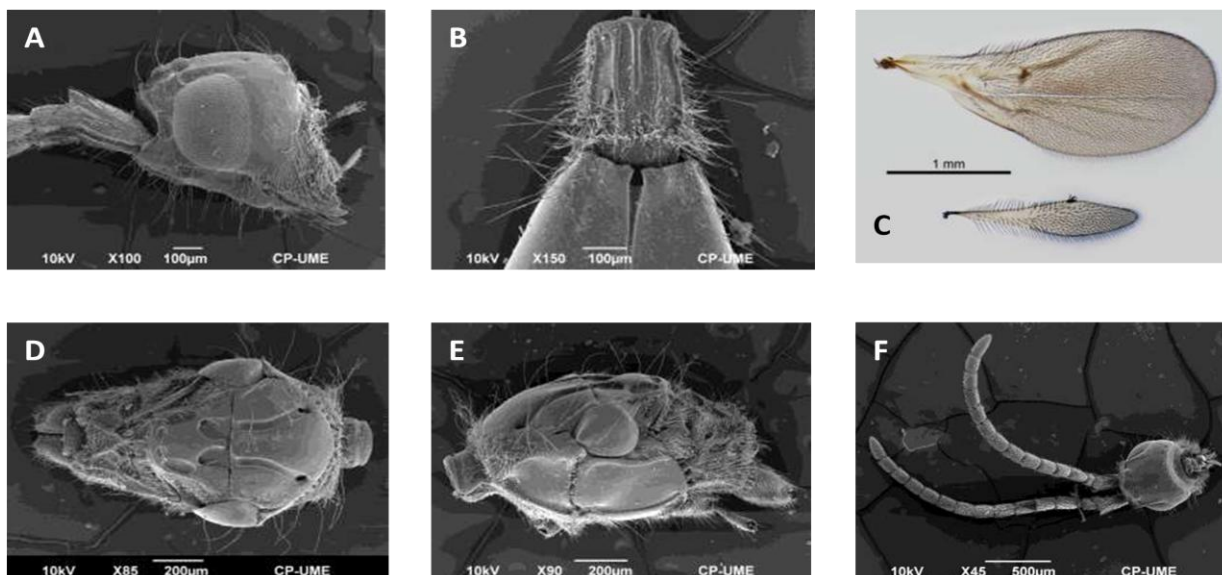 A
10kV X100 100μm CP-UME
B
10kV X150 100μm CP-UME
1 mm
C
D
10kV X85 200μm CP-UME
E
10kV X90 200μm CP-UME
F
10kV X45 500μm CP-UME